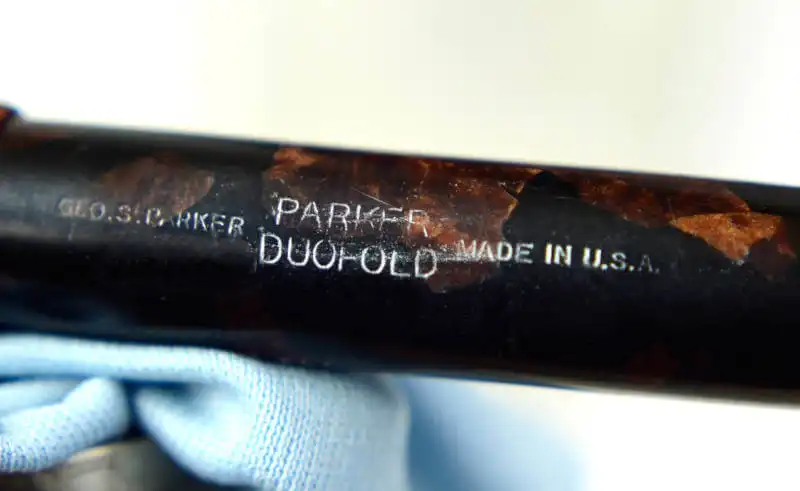 GEO.S.PARKER
PARKER
DUOFOLD
MADE IN U.S.A.